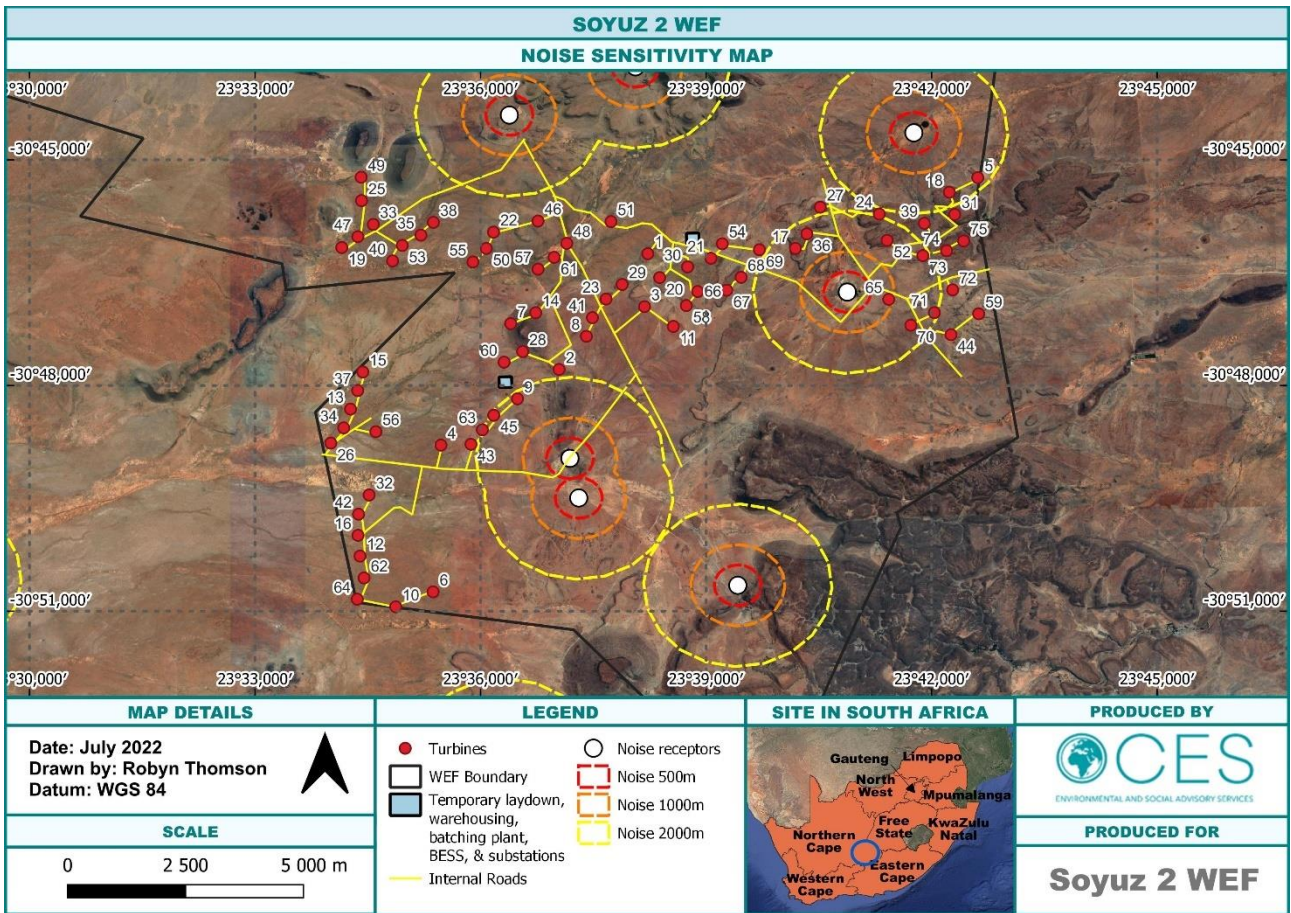 SOYUZ 2 WEF
NOISE SENSITIVITY MAP
°30,000′ 23°33,000′ 23°36,000′ 23°39,000′ 23°42,000′ 23°45,000′
-30°45,000′ -30°45,000′
49
5
25
18
27
24
31
33 38 46 51
22
39
47 35
48
54
17
75
1
36
74
52
19 40 53
55 50 57
61
21
30
69
68
73
29
20
72
23
3
66
67
65
71
59
14
41
7
8
58
11
70 44
28
60
2
15
37
-30°48,000′ -30°48,000′
9
13
34
56
63
45
4
26
43
32
42
16
12
62
6
64
10
-30°51,000′ -30°51,000′
°30,000′ 23°33,000′ 23°36,000′ 23°39,000′ 23°42,000′ 23°45,000′
MAP DETAILS
Date: July 2022
Drawn by: Robyn Thomson
Datum: WGS 84
SCALE
0 2 500 5 000 m
LEGEND
Turbines
WEF Boundary
Temporary laydown,
warehousing,
batching plant,
BESS, & substations
Internal Roads
Noise receptors
Noise 500m
Noise 1000m
Noise 2000m
SITE IN SOUTH AFRICA
Gauteng
Limpopo
North
West
Mpumalanga
Free
State
KwaZulu
Natal
Northern
Cape
Eastern
Cape
Western
Cape
PRODUCED BY
CES
ENVIRONMENTAL AND SOCIAL ADVISORY SERVICES
PRODUCED FOR
Soyuz 2 WEF